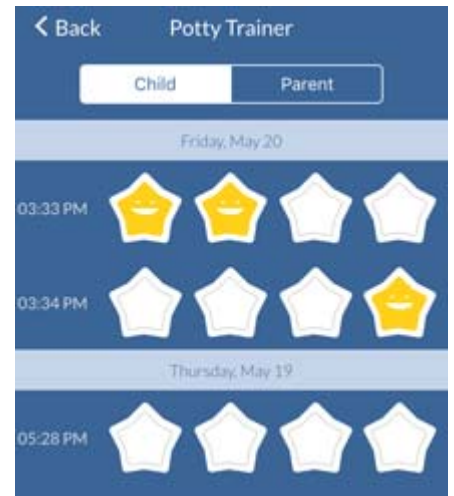 Back Potty Trainer
Child Parent
Friday, May 20
03:33 PM
03:34 PM
Thursday, May 19
05:28 PM